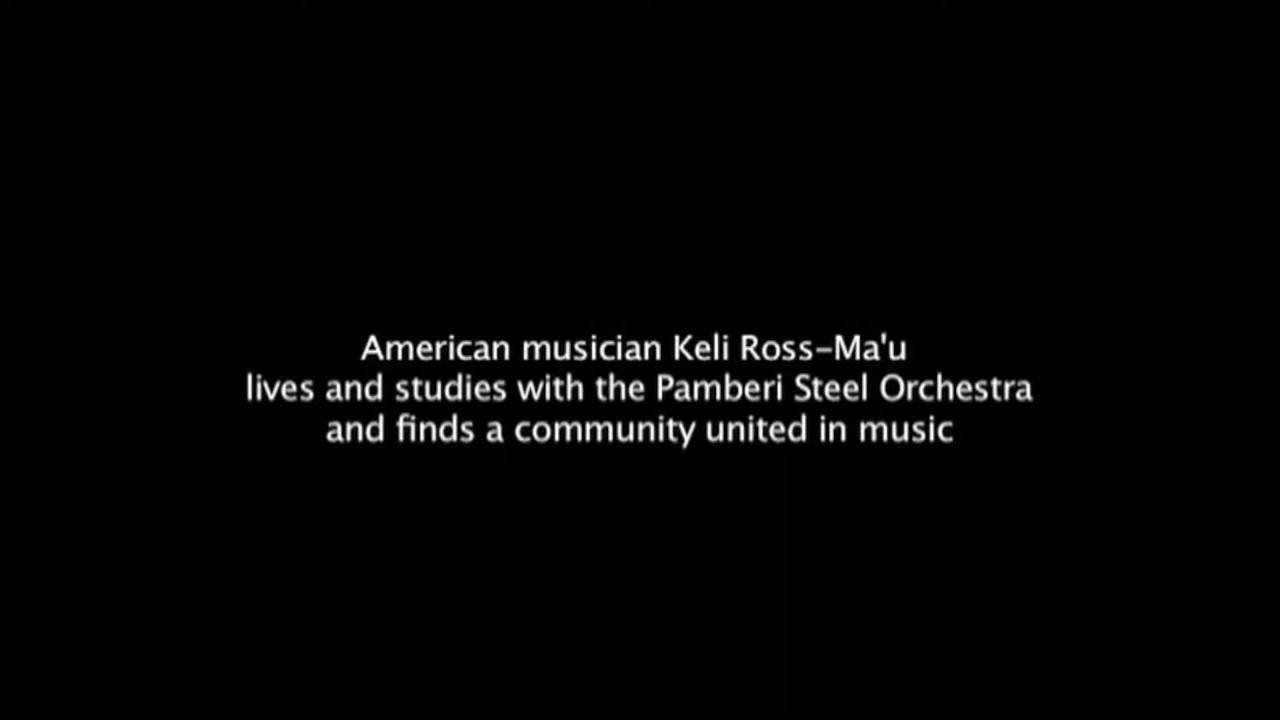 American musician Keli Ross-Ma'u
lives and studies with the Pamberi Steel Orchestra
and finds a community united in music